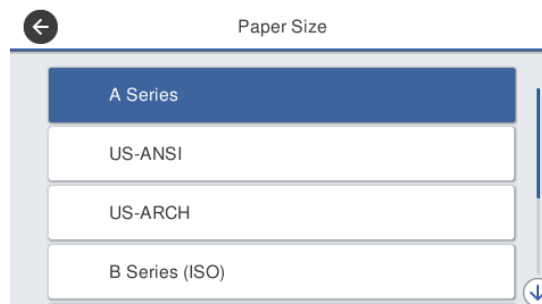 Paper Size
A Series
US-ANSI
US-ARCH
B Series (ISO)